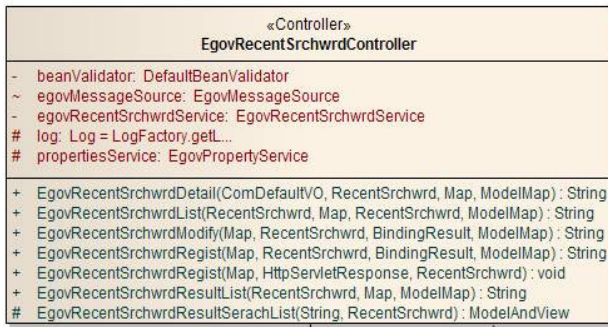 «Controller»
EgovRecentSrchwrdController
- beanValidator: DefaultBeanValidator
~ egovMessageSource: EgovMessageSource
- egovRecentSrchwrdService: EgovRecentSrchwrdService
# log: Log = LogFactory.getL...
# propertiesService: EgovPropertyService
+ EgovRecentSrchwrdDetail(ComDefaultVO, RecentSrchwrd, Map, ModelMap) : String
+ EgovRecentSrchwrdList(RecentSrchwrd, Map, RecentSrchwrd, ModelMap) : String
+ EgovRecentSrchwrdModify(Map, RecentSrchwrd, BindingResult, ModelMap) : String
+ EgovRecentSrchwrdRegist(Map, RecentSrchwrd, BindingResult, ModelMap) : String
+ EgovRecentSrchwrdRegist(Map, HttpServletResponse, RecentSrchwrd) : void
+ EgovRecentSrchwrdResultList(RecentSrchwrd, Map, ModelMap) : String
# EgovRecentSrchwrdResultSerachList(String, RecentSrchwrd) : ModelAndView